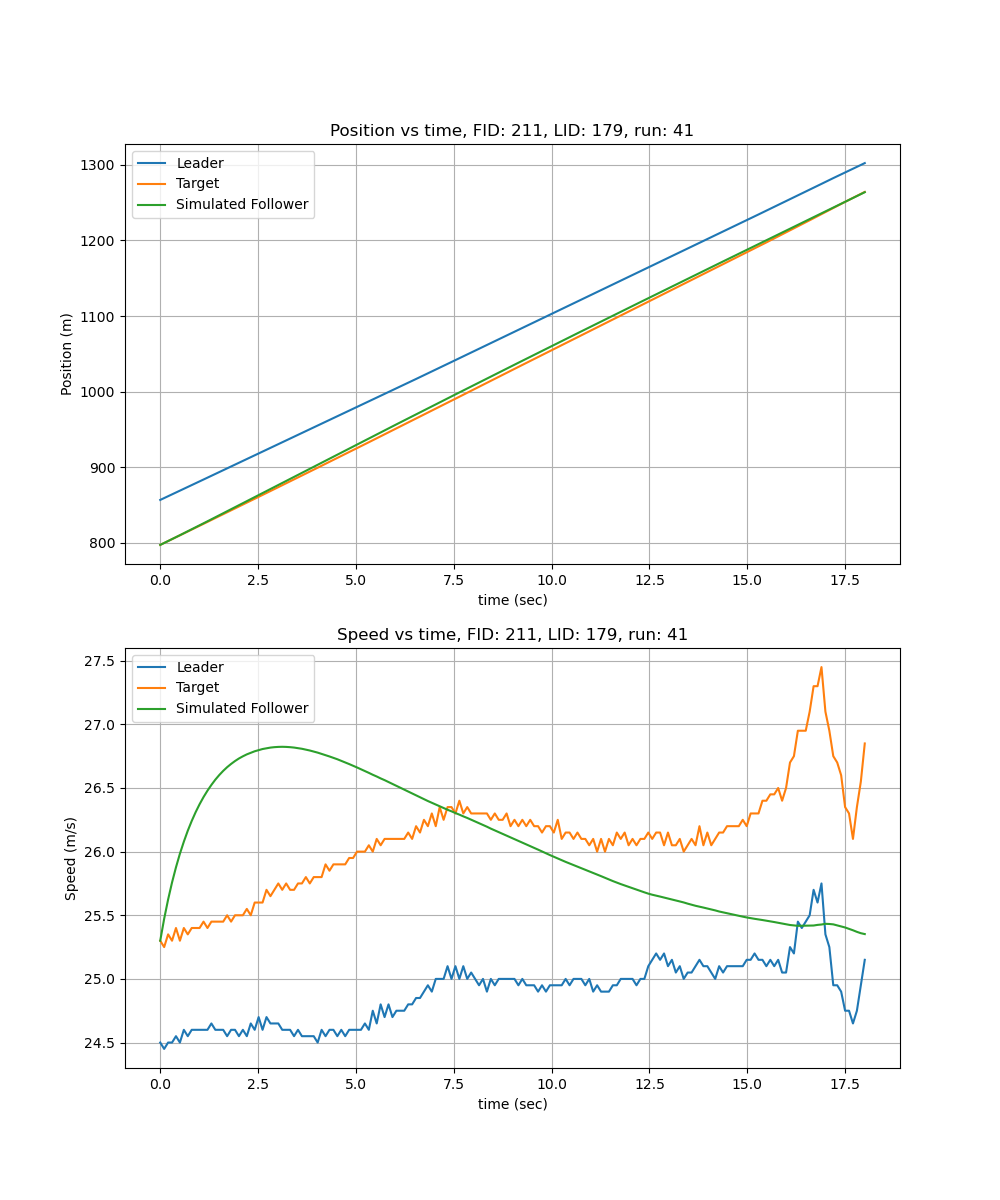 Position vs time, FID: 211, LID: 179, run: 41
Leader
Target
Simulated Follower
1300
1200
1100
1000
900
800
Position (m)
0.0 2.5 5.0 7.5 10.0 12.5 15.0 17.5
time (sec)
Speed vs time, FID: 211, LID: 179, run: 41
Leader
Target
Simulated Follower
27.5
27.0
26.5
26.0
25.5
25.0
24.5
Speed (m/s)
0.0 2.5 5.0 7.5 10.0 12.5 15.0 17.5
time (sec)